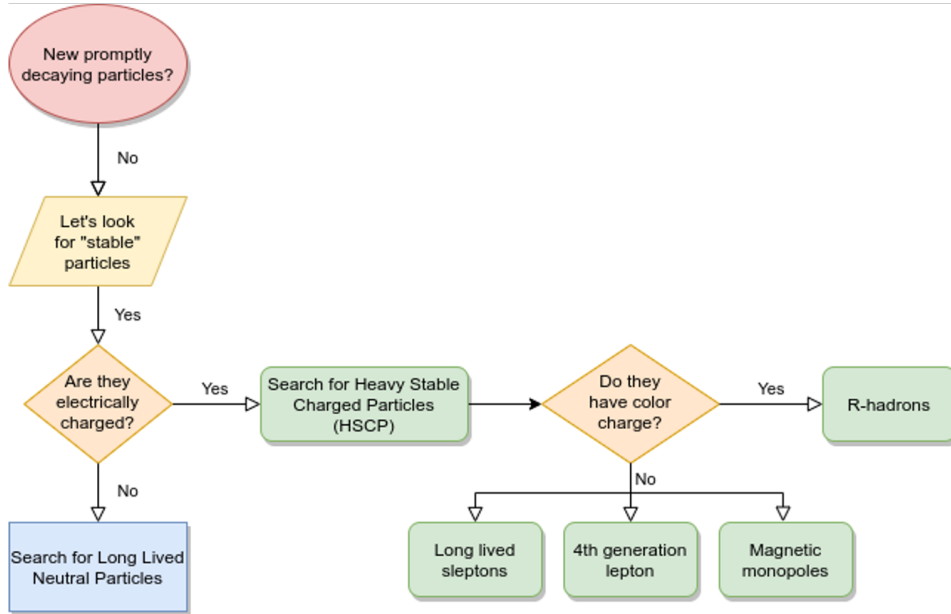 New promptly
decaying particles?
No
Let's look
for "stable"
particles
Yes
Are they
electrically
charged?
Yes
Search for Heavy Stable
Charged Particles
(HSCP)
Do they
have color
charge?
Yes
R-hadrons
No
No
Search for Long Lived
Neutral Particles
Long lived
sleptons
4th generation
lepton
Magnetic
monopoles